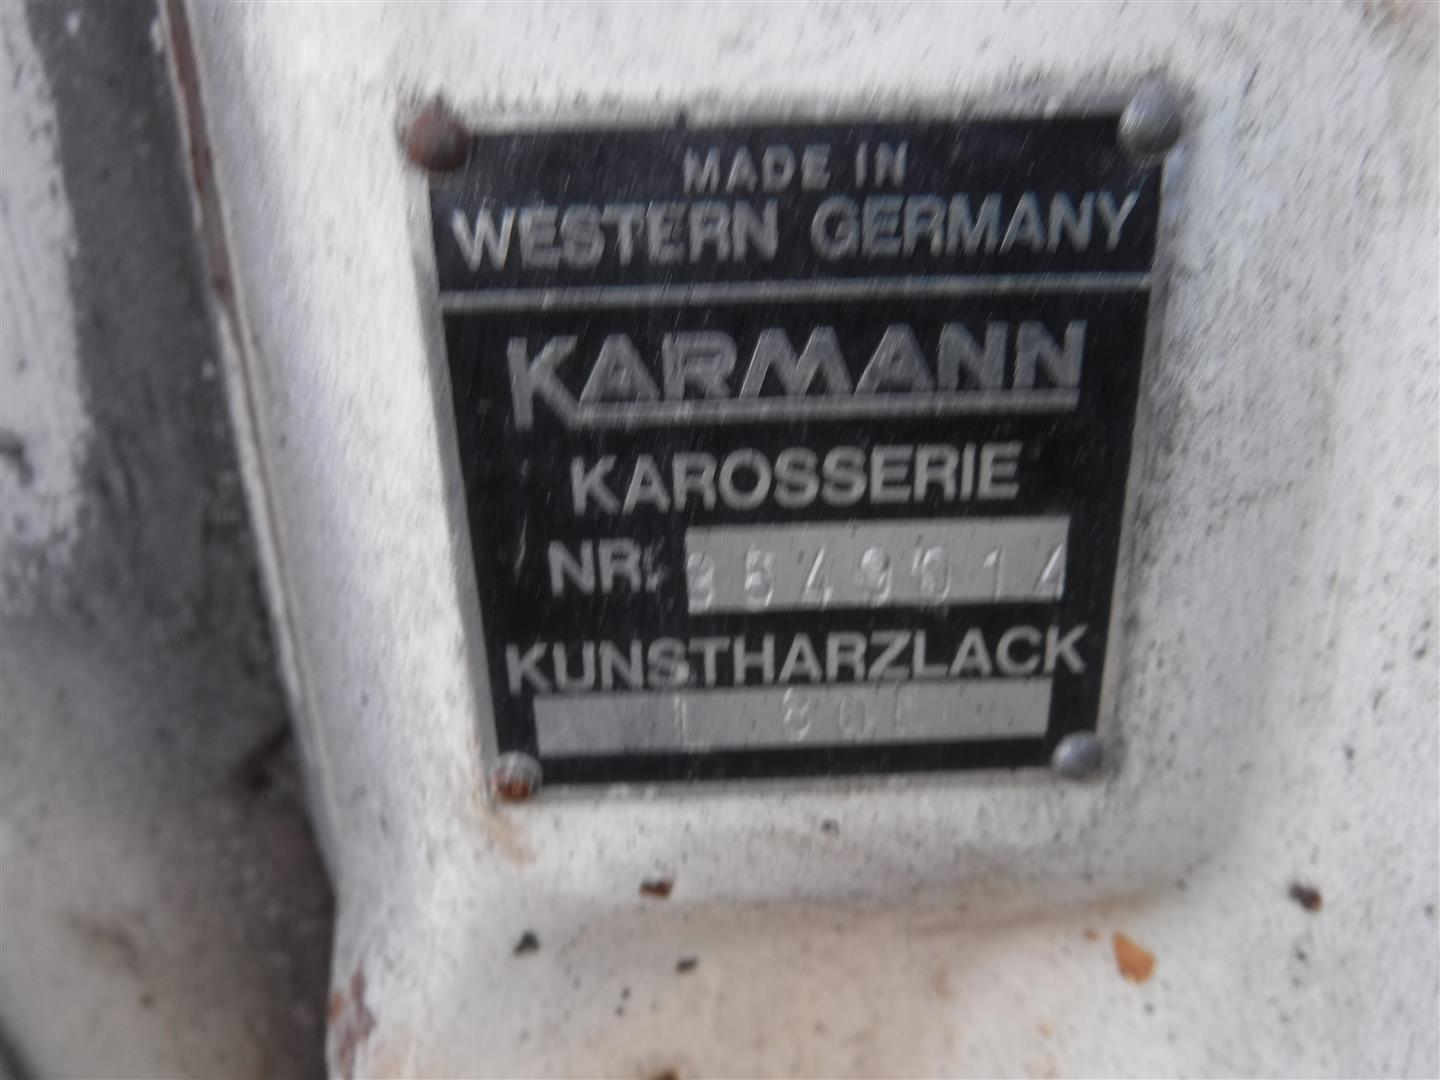 MADE IN
WESTERN GERMANY
KARMANN
KAROSSERIE
NR.
KUNSTHARZLACK